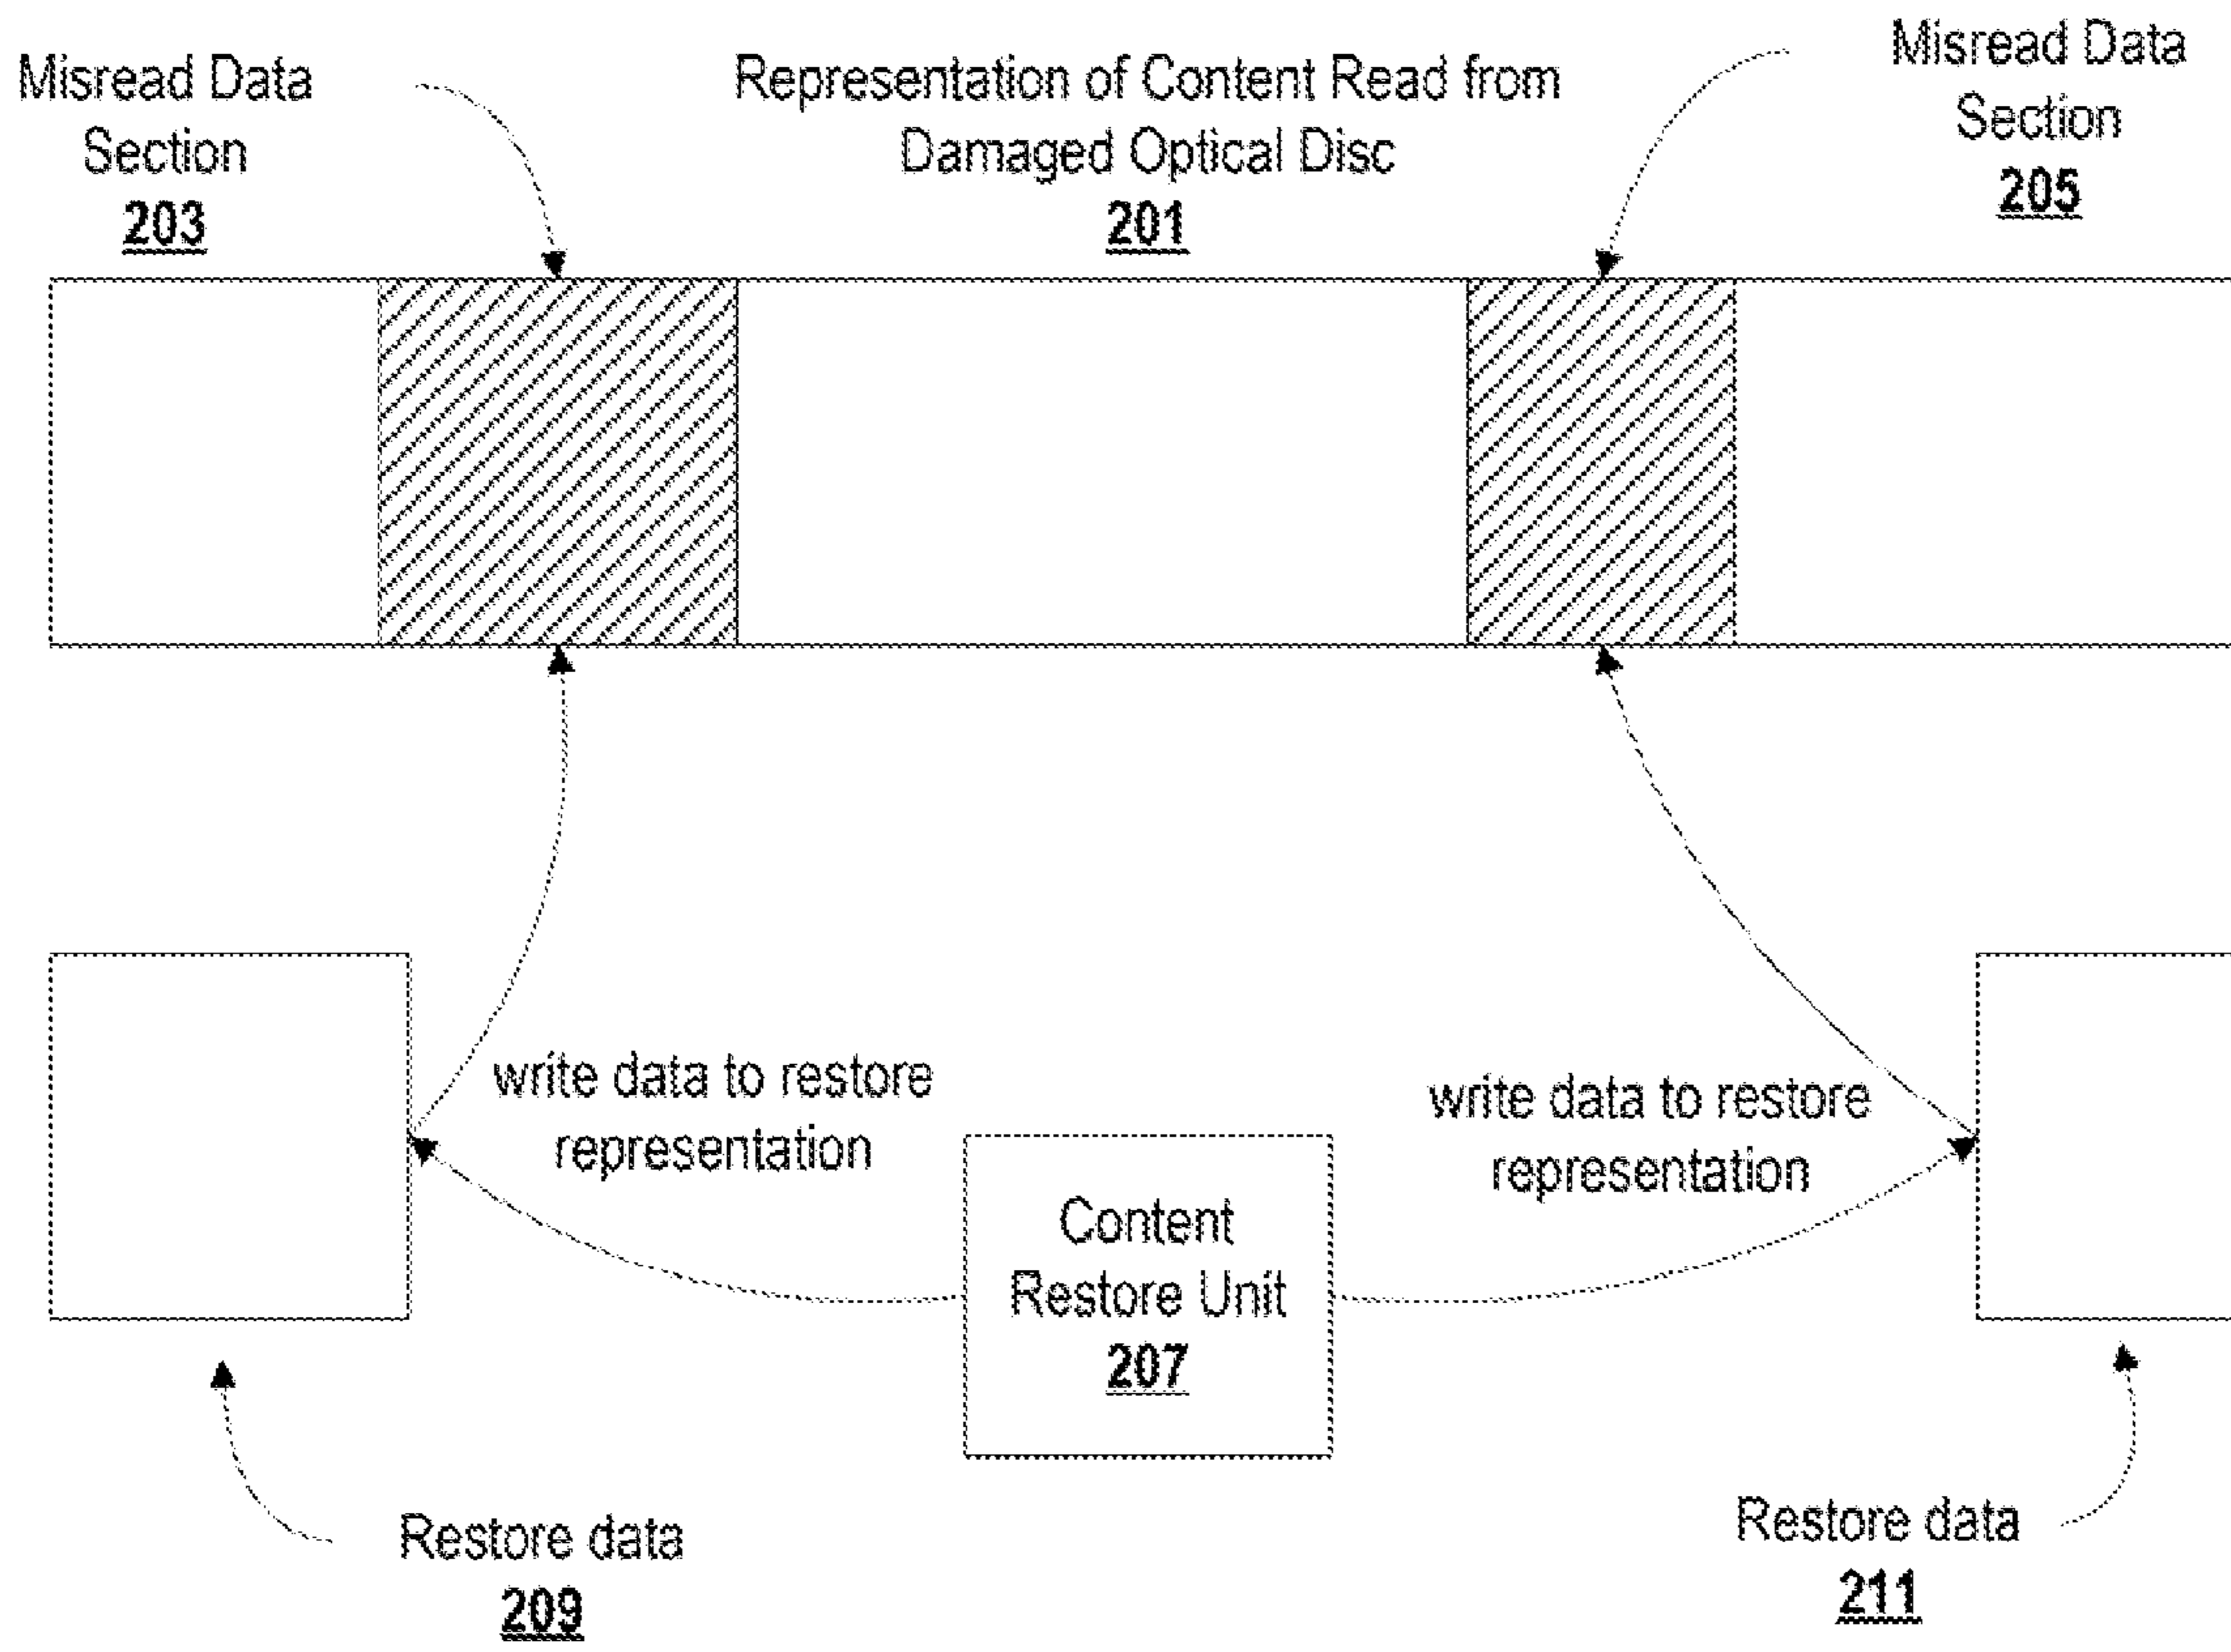 Misread Data
Section
203
Representation of Content Read from
Damaged Optical Disc
201
Misread Data
Section
205
write data to restore
representation
write data to restore
representation
Content
Restore Unit
207
Restore data
209
Restore data
211